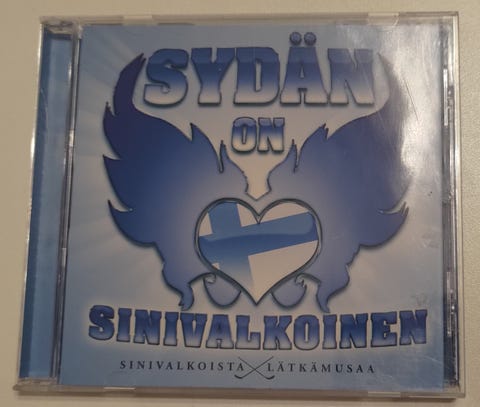 SYDÄN
ON
SINIVALKOINEN
SINIVALKOISTA LÄTKÄMUSAA